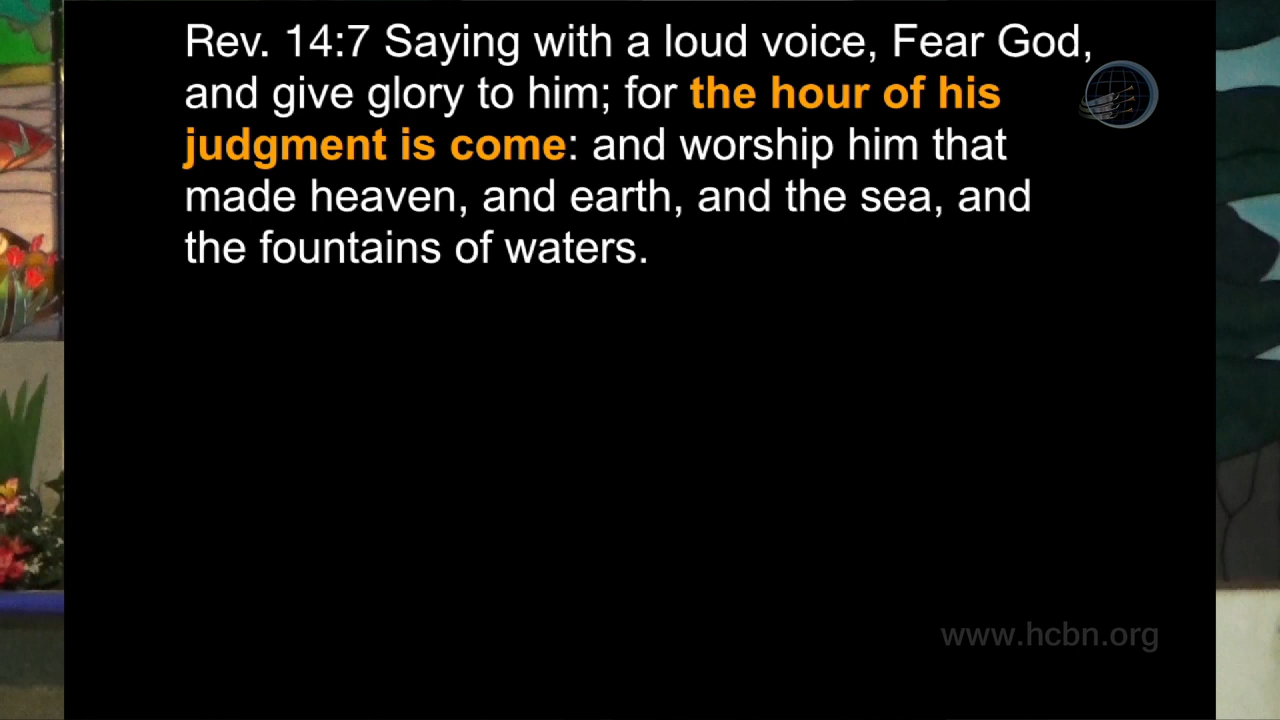 Rev. 14:7 Saying with a loud voice, Fear God,
and give glory to him; for the hour of his
judgment is come: and worship him that
made heaven, and earth, and the sea, and
the fountains of waters.
www.hcbn.org